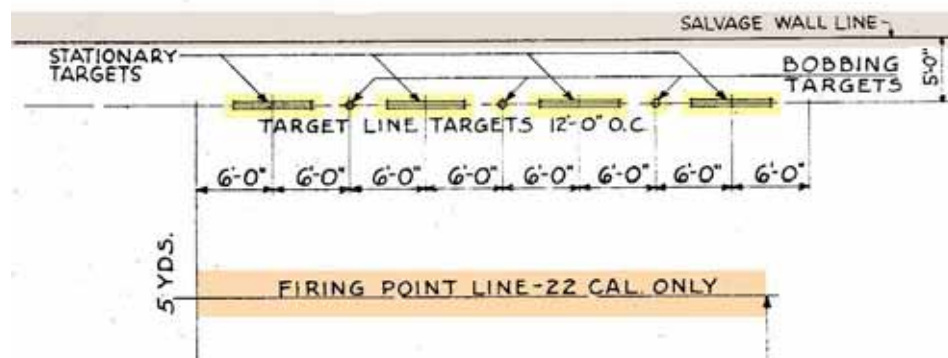 SALVAGE WALL LINE
STATIONARY
TARGETS
BOBBING
TARGETS
5'-0"
TARGET LINE TARGETS 12'-0" O.C.
6'-0" 6'-0" 6'-0" 6'-0" 6'-0" 6'-0" 6'-0" 6'-0"
5 YDS.
FIRING POINT LINE-22 CAL. ONLY